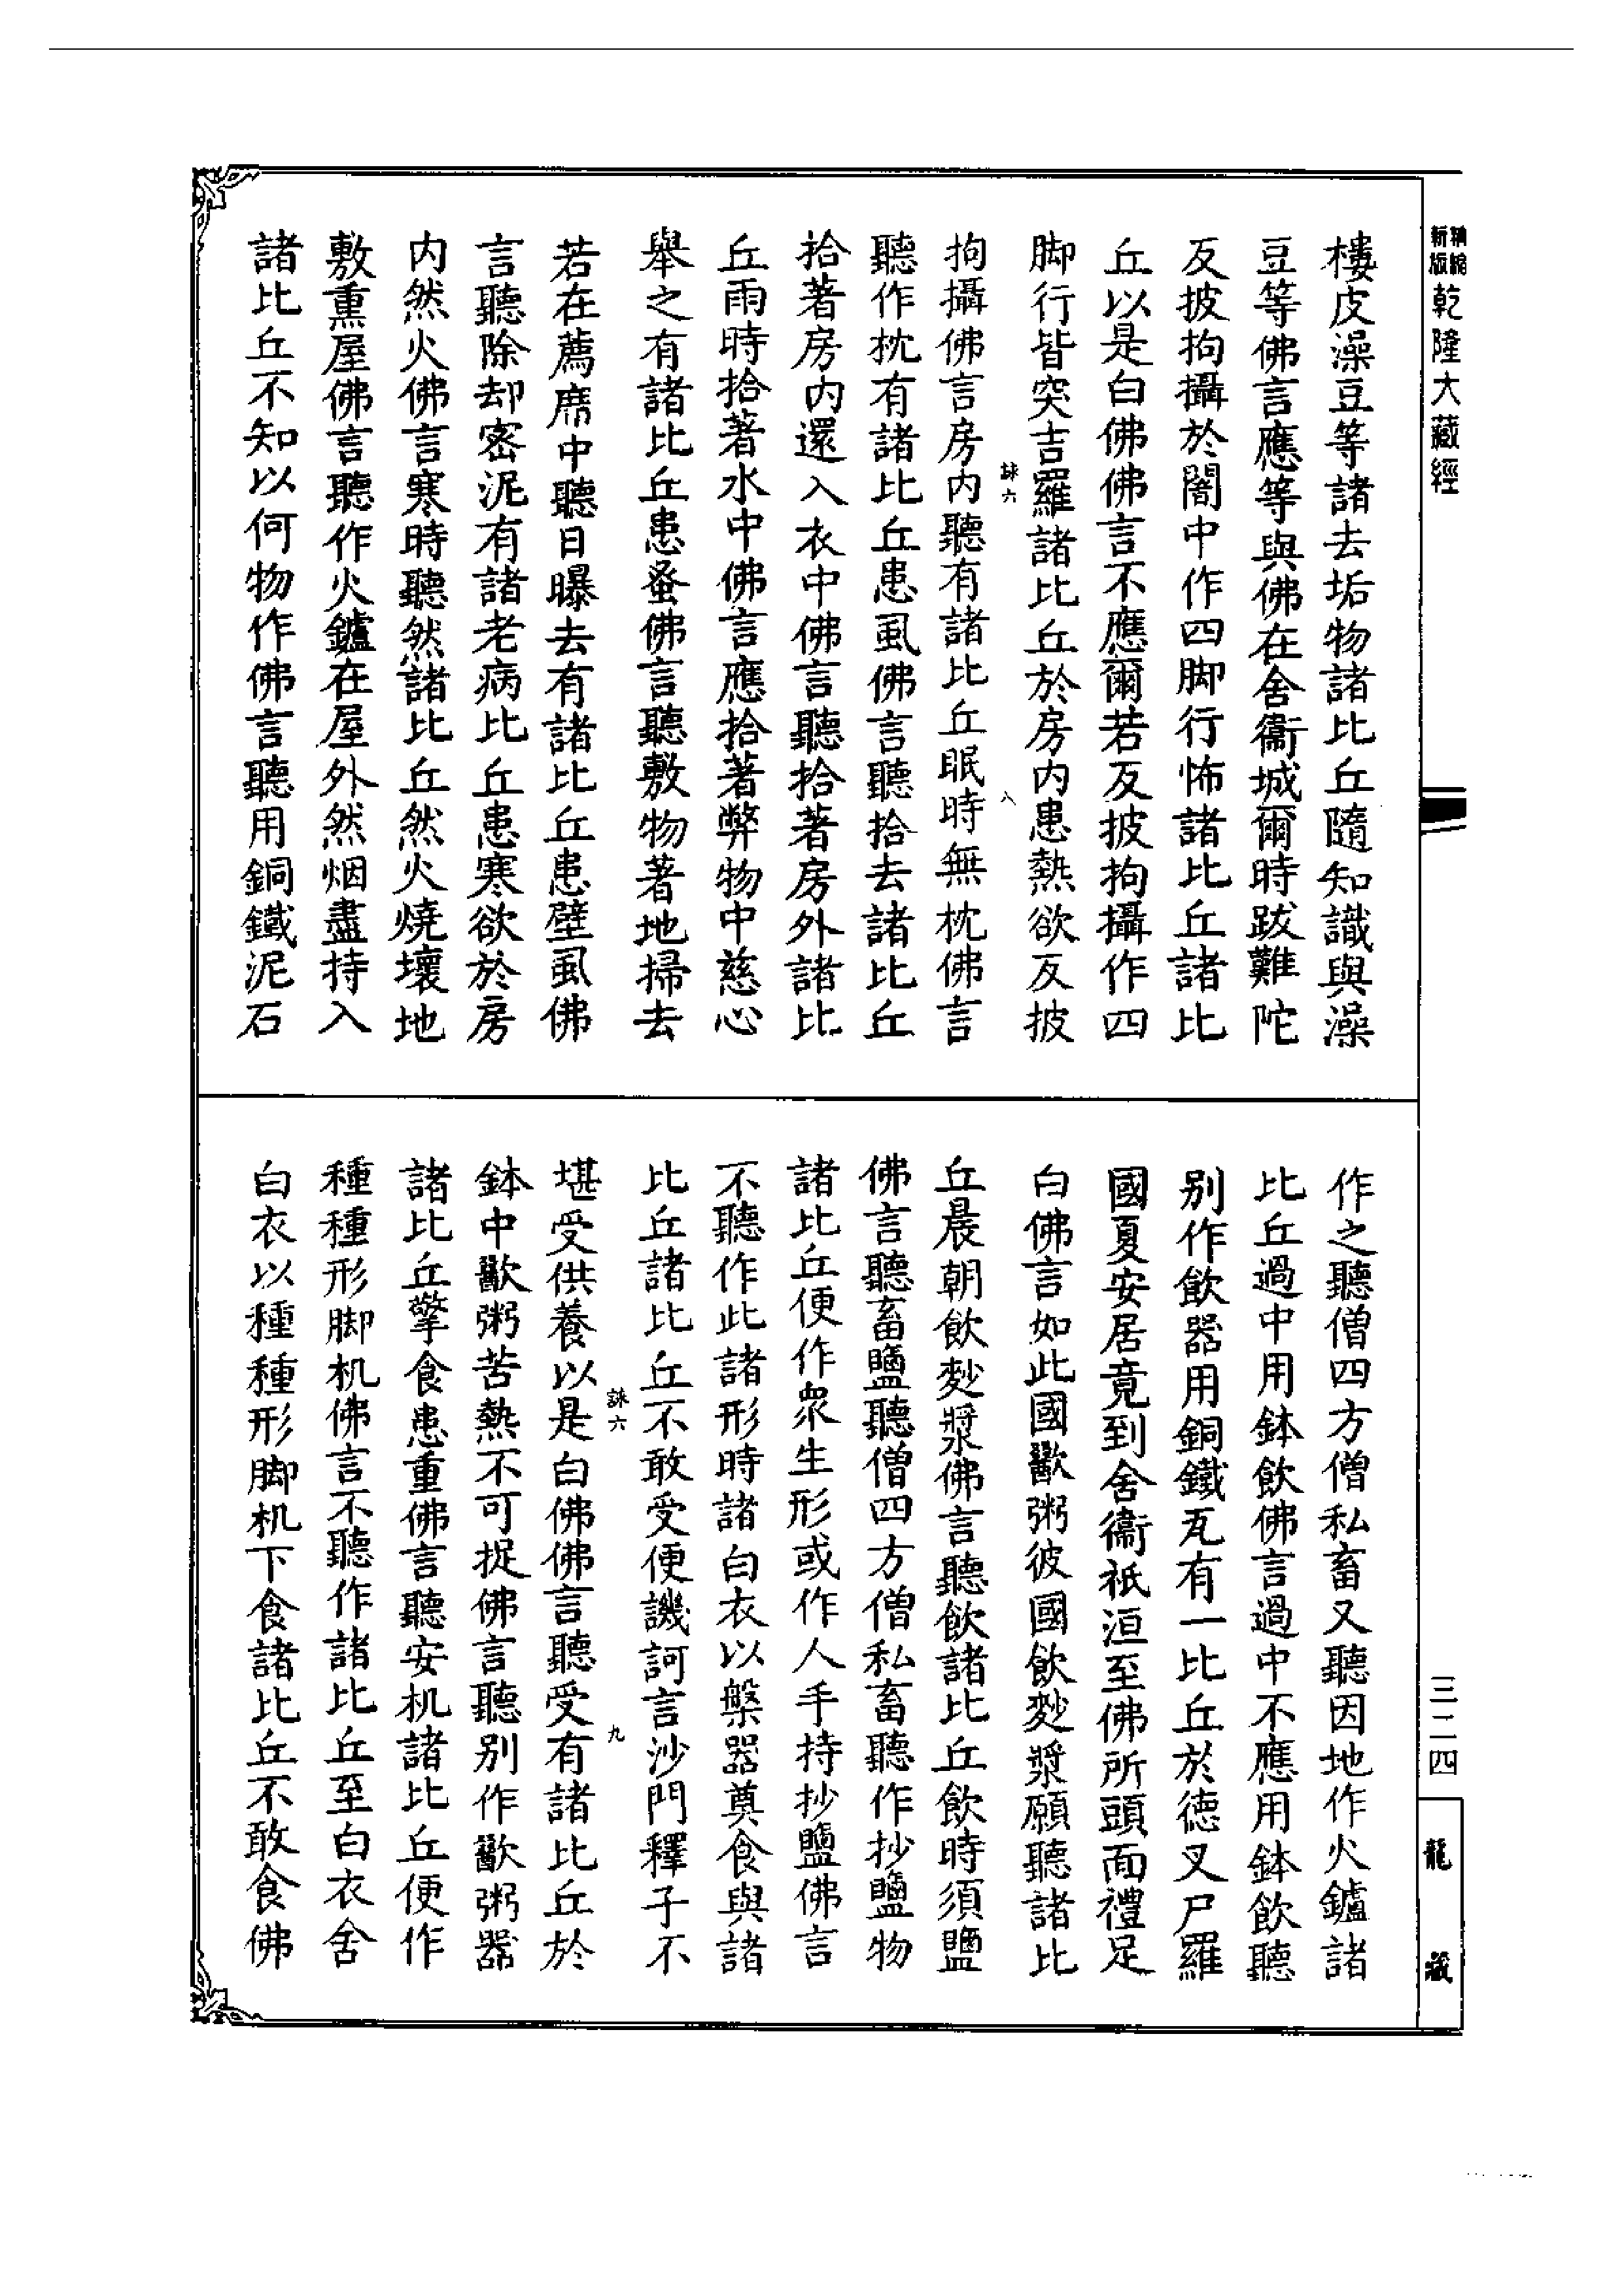 精縮新版乾隆大藏經
樓皮澡豆等諸去垢物諸比丘隨知識與澡
豆等佛言應等與佛在舍衞城爾時跋難陀
反披拘攝於闇中作四脚行怖諸比丘諸比
丘以是白佛佛言不應爾若反披拘攝作四
脚行皆突吉羅諸比丘於房内患熱欲反披
誄六
八
拘攝佛言房内聽有諸比丘眠時無枕佛言
聽作枕有諸比丘患虱佛言聽拾去諸比丘
拾著房内還入衣中佛言聽拾著房外諸比
丘雨時拾著水中佛言應拾著弊物中慈心
舉之有諸比丘患蚤佛言聽敷物著地掃去
若在薦席中聽日曝去有諸比丘患壁虱佛
言聽除却密泥有諸老病比丘患寒欲於房
内然火佛言寒時聽然諸比丘然火燒壞地
敷熏屋佛言聽作火鑪在屋外然烟盡持入
諸比丘不知以何物作佛言聽用銅鐵泥石
作之聽僧四方僧私畜又聽因地作火鑪諸
比丘過中用鉢飲佛言過中不應用鉢飲聽
别作飲器用銅鐵瓦有一比丘於德叉尸羅
國夏安居竟到舍衞祇洹至佛所頭面禮足
白佛言如此國歠粥彼國飲麨漿願聽諸比
丘晨朝飲麨漿佛言聽飲諸比丘飲時須鹽
佛言聽畜鹽聽僧四方僧私畜聽作抄鹽物
諸比丘便作衆生形或作人手持抄鹽佛言
不聽作此諸形時諸白衣以槃器奠食與諸
比丘諸比丘不敢受便譏訶言沙門釋子不
誄六
九
堪受供養以是白佛佛言聽受有諸比丘於
鉢中歠粥苦熱不可捉佛言聽别作歠粥器
諸比丘擎食患重佛言聽安机諸比丘便作
種種形脚机佛言不聽作諸比丘至白衣舍
白衣以種種形脚机下食諸比丘不敢食佛
三二四
龍藏